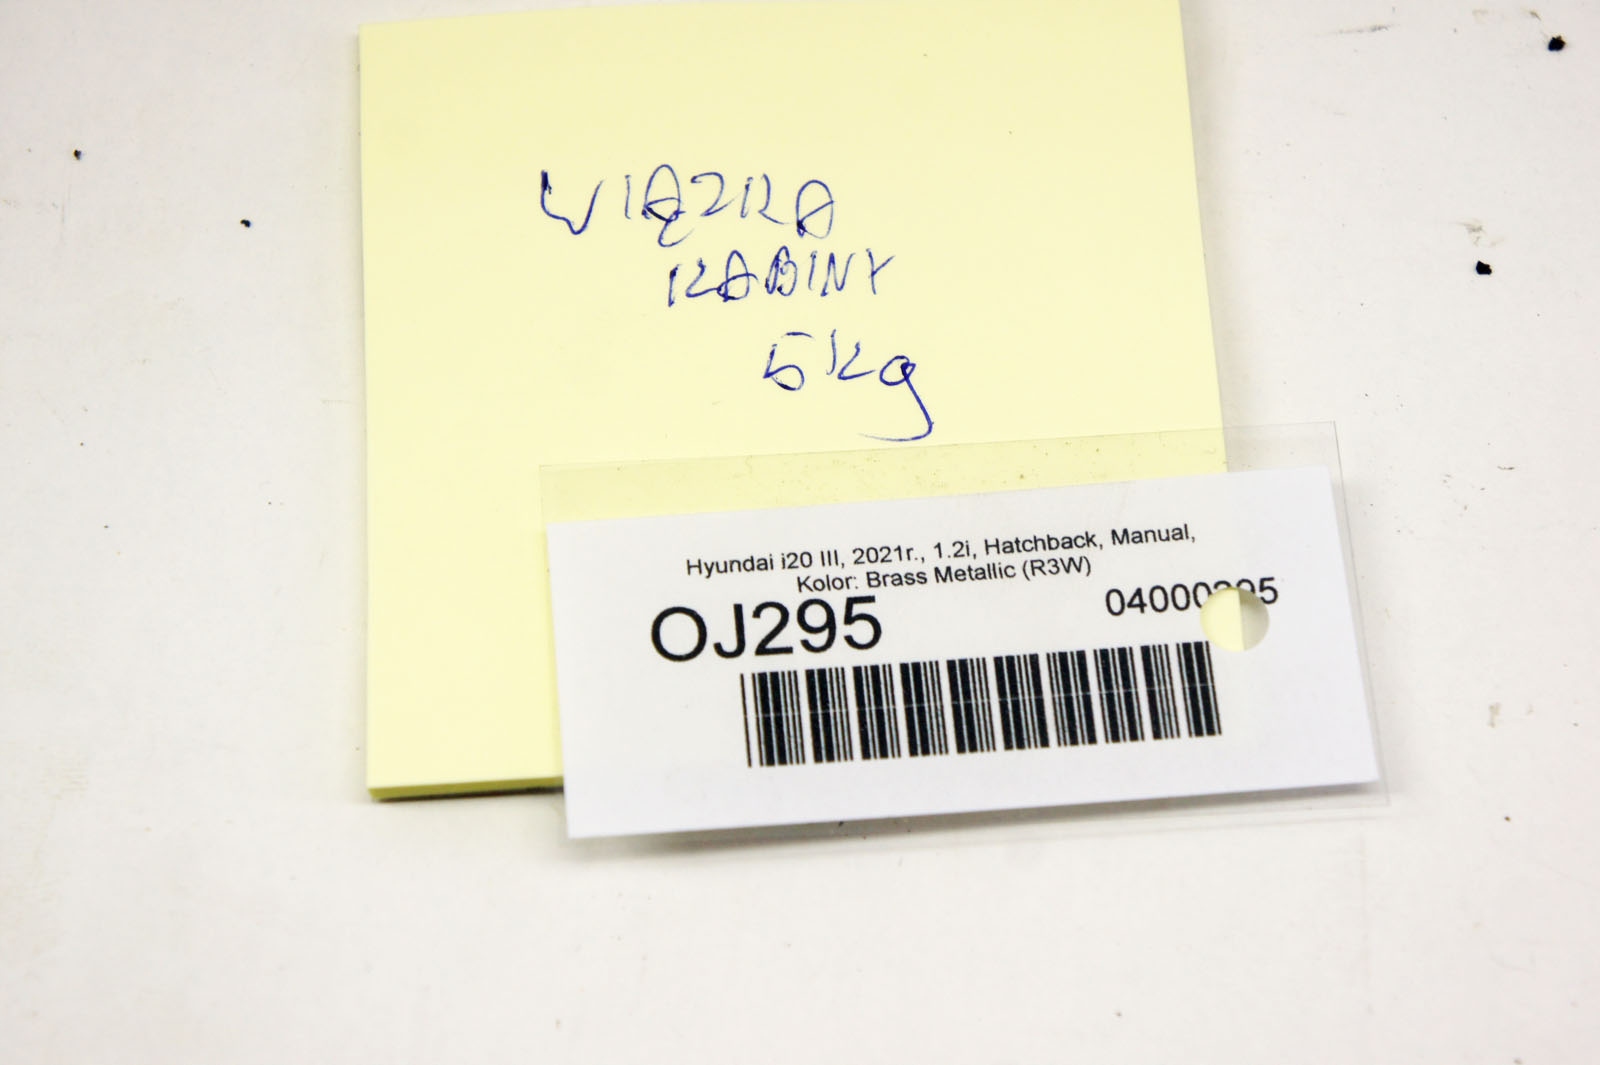 WIĄZKA
KABINY
5kg
Hyundai i20 III, 2021r., 1.2i, Hatchback, Manual,
Kolor: Brass Metallic (R3W)
OJ295